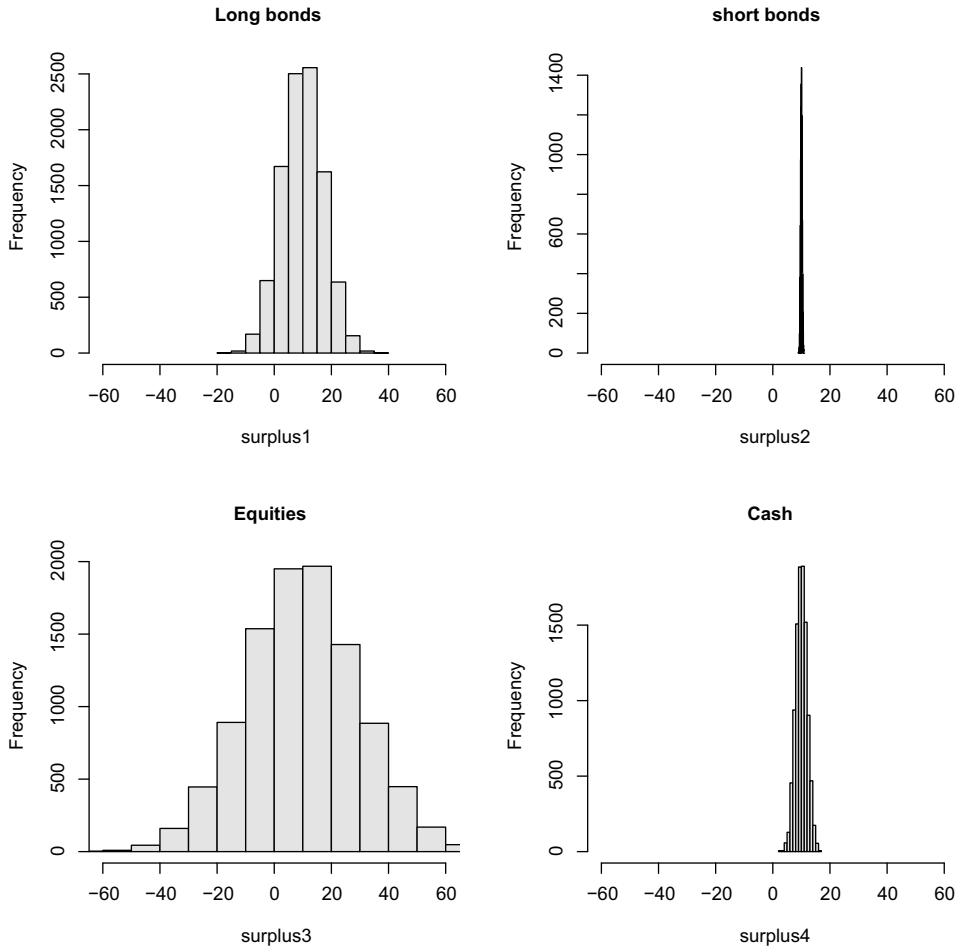 Long bonds
Frequency
0 500 1000 1500 2000 2500
−60 −40 −20 0 20 40 60
surplus1
short bonds
Frequency
0 200 600 1000 1400
−60 −40 −20 0 20 40 60
surplus2
Equities
Frequency
0 500 1000 1500 2000
−60 −40 −20 0 20 40 60
surplus3
Cash
Frequency
0 500 1000 1500
−60 −40 −20 0 20 40 60
surplus4